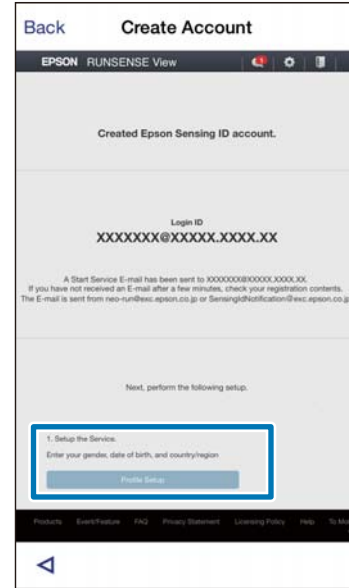 Back Create Account
EPSON RUNSENSE View
Created Epson Sensing ID account.
Login ID
XXXXXXX@XXXXX.XXXX.XX
A Start Service E-mail has been sent to XXXXXXX@XXXXX.XXXX.XX.
If you have not received an E-mail after a few minutes, check your registration contents.
The E-mail is sent from neo-run@exc.epson.co.jp or SensingIdNotification@exc.epson.co.jp
Next, perform the following setup.
1. Setup the Service.
Enter your gender, date of birth, and country/region
Profile Setup
Products Event/Feature FAQ Privacy Statement Licensing Policy Help To Mo